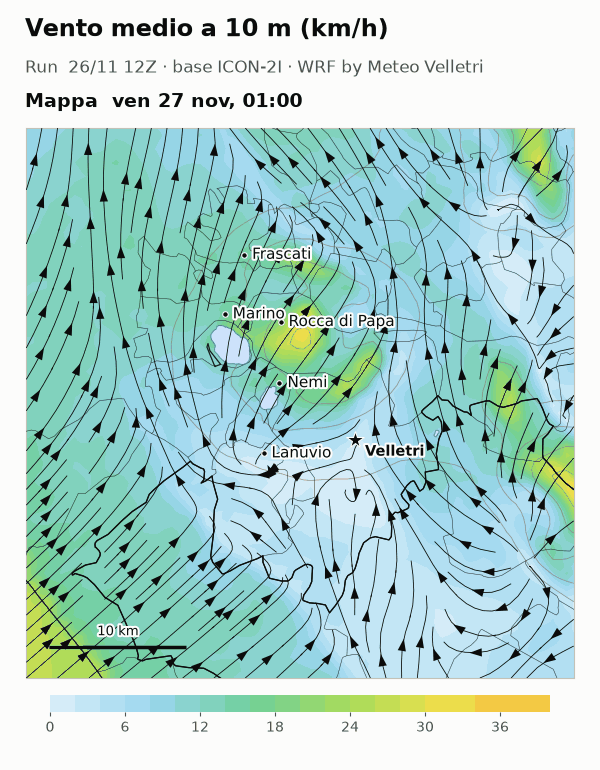 Vento medio a 10 m (km/h)
Run  26/11 12Z · base ICON-2I · WRF by Meteo Velletri
Mappa  ven 27 nov, 01:00
Frascati
Marino
Rocca di Papa
Nemi
Velletri
Lanuvio
10 km
0 6 12 18 24 30 36